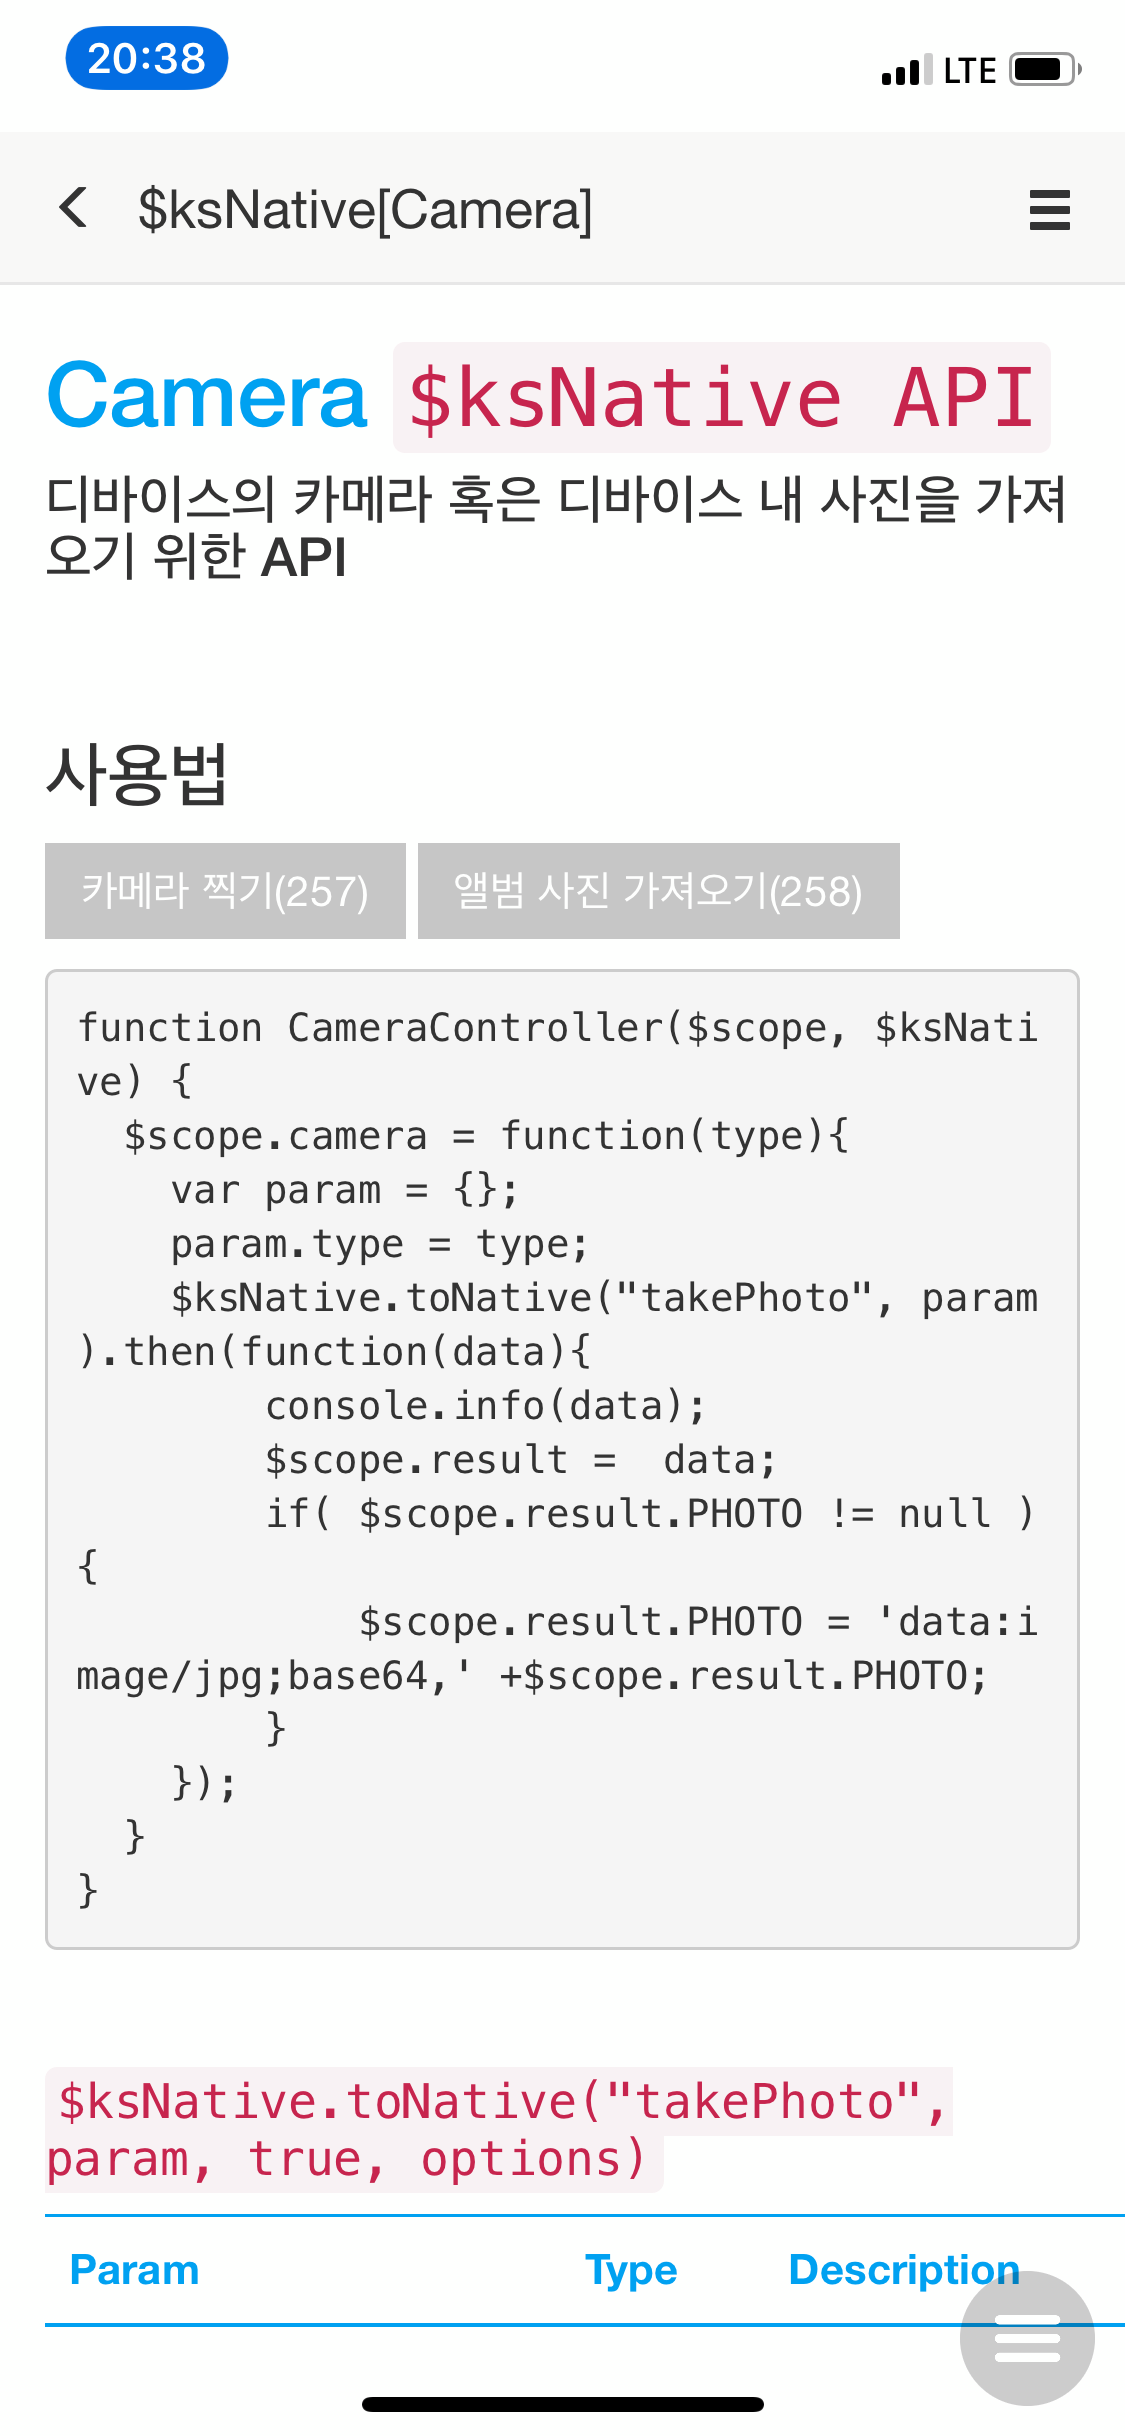 20:38
LTE
$ksNative[Camera]
Camera $ksNative API
디바이스의 카메라 혹은 디바이스 내 사진을 가져
오기 위한 API
사용법
카메라 찍기(257) 앨범 사진 가져오기(258)
function CameraController($scope, $ksNati
ve) {
  $scope.camera = function(type){
    var param = {};
    param.type = type;
    $ksNative.toNative("takePhoto", param
).then(function(data){
        console.info(data);
        $scope.result =  data;
        if( $scope.result.PHOTO != null )
{
            $scope.result.PHOTO = 'data:i
mage/jpg;base64,' +$scope.result.PHOTO;
        }
    });
  }
}
$ksNative.toNative("takePhoto",
param, true, options)
Param Type Description